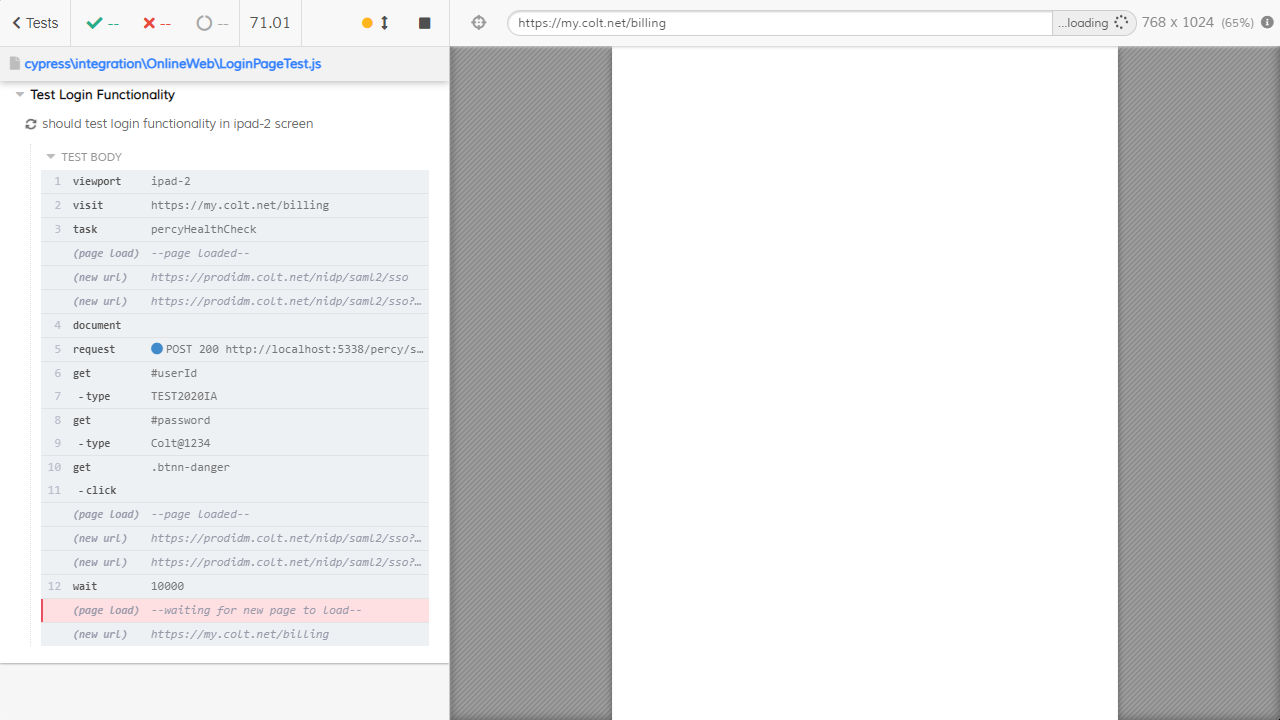 Tests -- -- -- 71.01
https://my.colt.net/billing ...loading 768 x 1024 (65%)
cypress\integration\OnlineWeb\LoginPageTest.js
Test Login Functionality
should test login functionality in ipad-2 screen
TEST BODY
1 viewport ipad-2
2 visit https://my.colt.net/billing
3 task percyHealthCheck
(page load) --page loaded--
(new url) https://prodidm.colt.net/nidp/saml2/sso
(new url) https://prodidm.colt.net/nidp/saml2/sso?…
4 document
5 request POST 200 http://localhost:5338/percy/s…
6 get #userId
7 -type TEST2020IA
8 get #password
9 -type Colt@1234
10 get .btnn-danger
11 -click
(page load) --page loaded--
(new url) https://prodidm.colt.net/nidp/saml2/sso?…
(new url) https://prodidm.colt.net/nidp/saml2/sso?…
12 wait 10000
(page load) --waiting for new page to load--
(new url) https://my.colt.net/billing